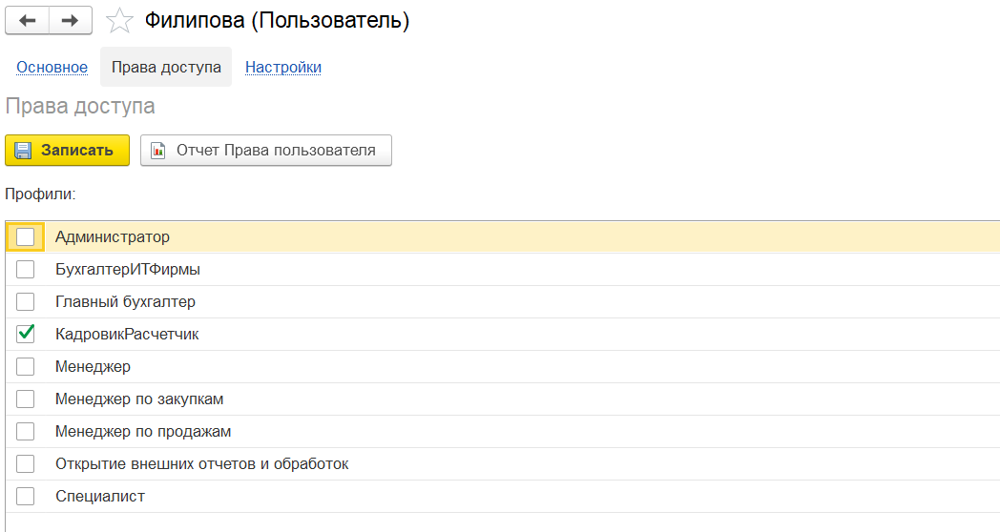 Филипова (Пользователь)
Основное Права доступа Настройки
Права доступа
Записать Отчет Права пользователя
Профили:
Администратор
БухгалтерИТФирмы
Главный бухгалтер
КадровикРасчетчик
Менеджер
Менеджер по закупкам
Менеджер по продажам
Открытие внешних отчетов и обработок
Специалист